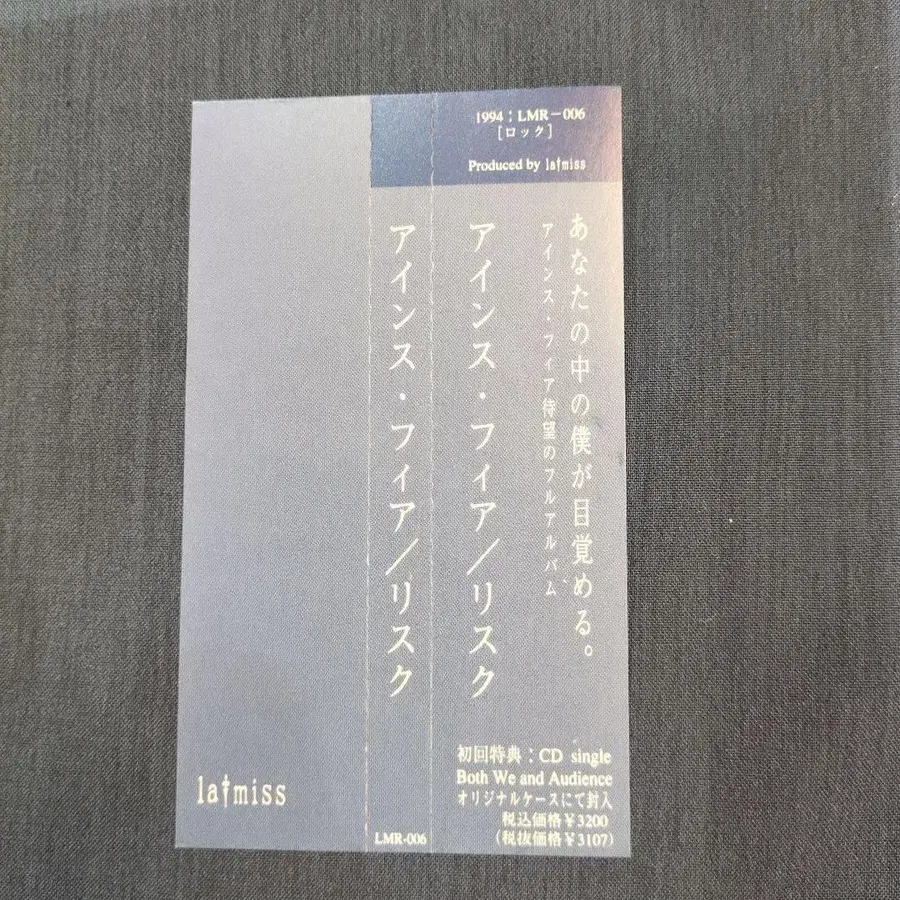 1994：LMR－006
［ロック］
Produced by la†miss
あなたの中の僕が目覚める。
アインス・フィア待望のフルアルバム
アインス・フィア／リスク
初回特典：CD single
Both We and Audience
オリジナルケースにて封入
税込価格￥3200
(税抜価格￥3107)
アインス・フィア／リスク
LMR-006
la†miss